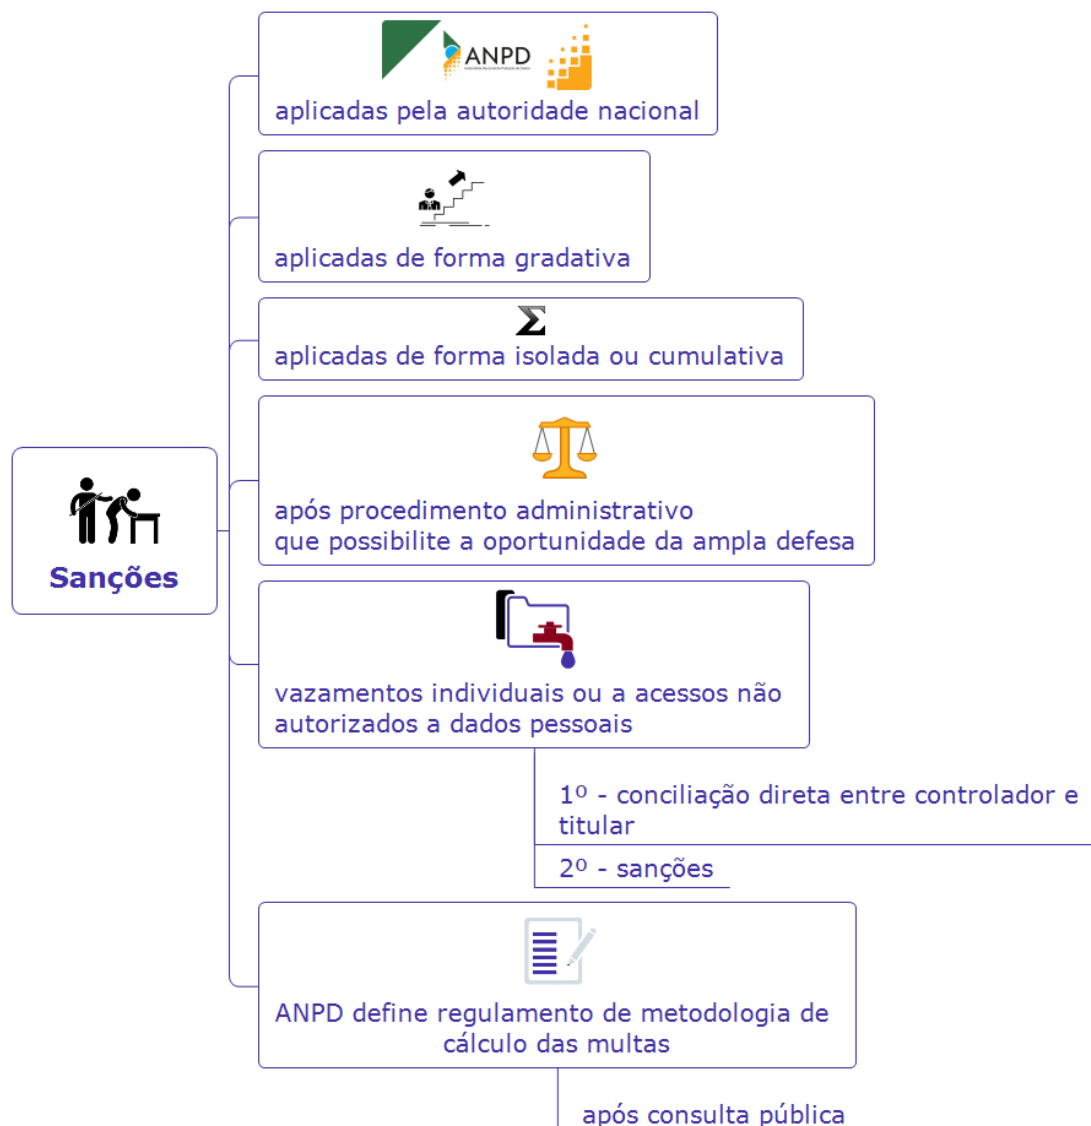 ANPD
aplicadas pela autoridade nacional
aplicadas de forma gradativa
Σ
aplicadas de forma isolada ou cumulativa
após procedimento administrativo
que possibilite a oportunidade da ampla defesa
Sanções
vazamentos individuais ou a acessos não
autorizados a dados pessoais
1º - conciliação direta entre controlador e
titular
2º - sanções
ANPD define regulamento de metodologia de
cálculo das multas
após consulta pública